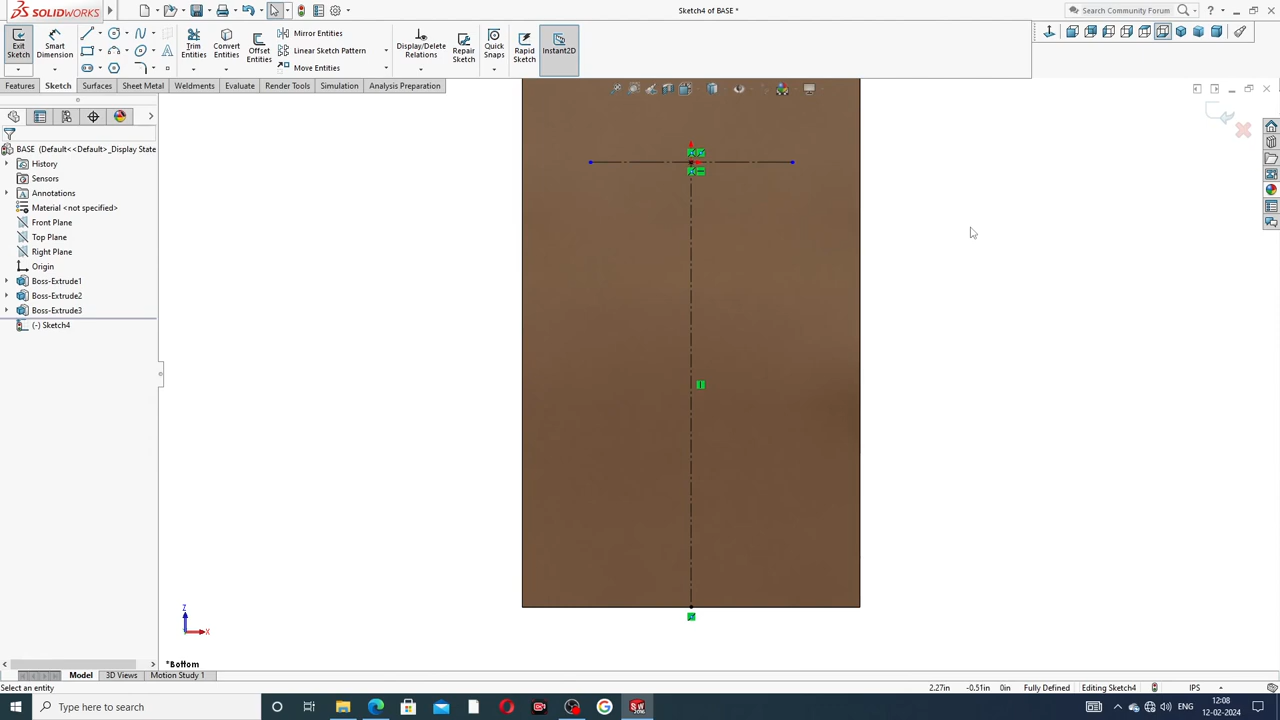 SOLIDWORKS
Sketch4 of BASE *
Search Community Forum
Exit Sketch
Smart Dimension
Trim Entities
Convert Entities
Offset Entities
Mirror Entities
Linear Sketch Pattern
Move Entities
Display/Delete Relations
Repair Sketch
Quick Snaps
Rapid Sketch
Instant2D
Features
Sketch
Surfaces
Sheet Metal
Weldments
Evaluate
Render Tools
Simulation
Analysis Preparation
BASE (Default<<Default>_Display State
History
Sensors
Annotations
Material <not specified>
Front Plane
Top Plane
Right Plane
Origin
Boss-Extrude1
Boss-Extrude2
Boss-Extrude3
(-) Sketch4
Z
X
*Bottom
Model
3D Views
Motion Study 1
Select an entity
2.27in
-0.51in
0in
Fully Defined
Editing Sketch4
IPS
Type here to search
ENG
12:08
12-02-2024